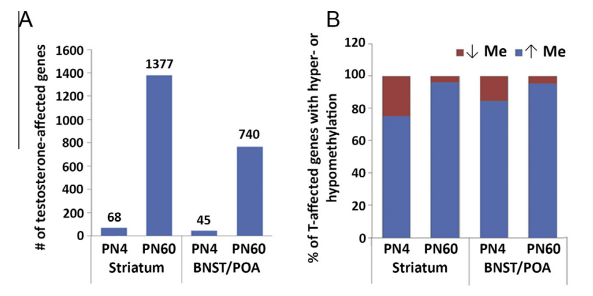 A
# of testosterone-affected genes
1600
1400
1200
1000
800
600
400
200
0
68
1377
45
740
PN4 PN60 PN4 PN60
Striatum BNST/POA
B
% of T-affected genes with hyper- or
hypomethylation
120
100
80
60
40
20
0
↓ Me ↑ Me
PN4 PN60 PN4 PN60
Striatum BNST/POA